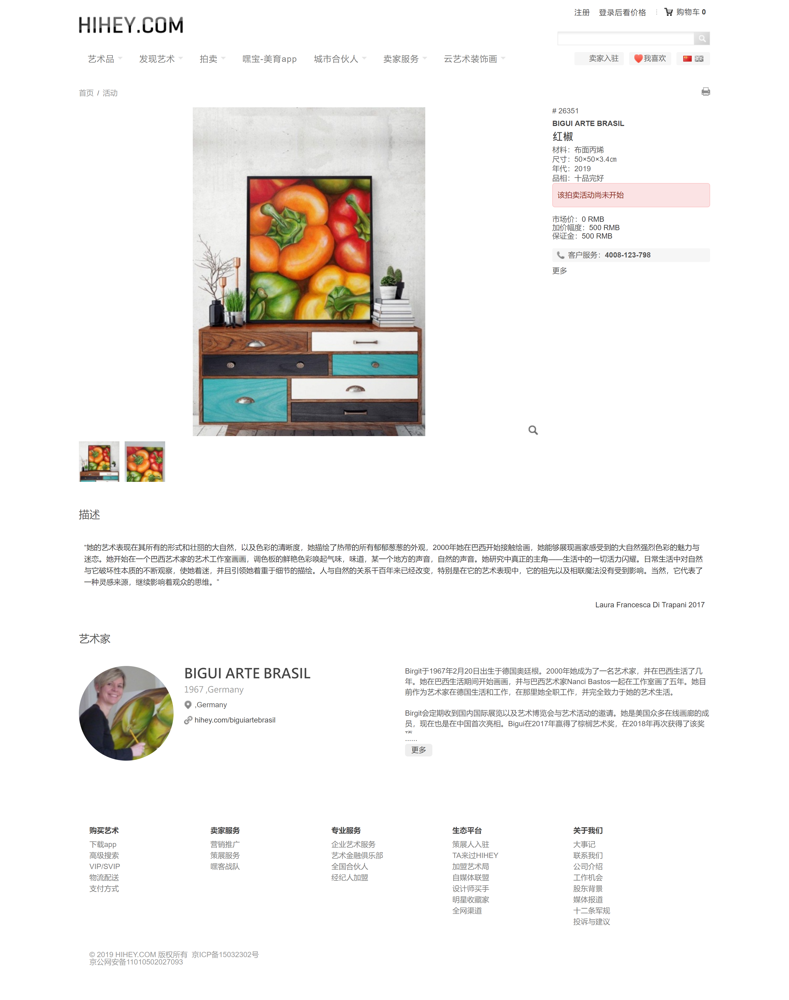 注册 登录后看价格 购物车 0
HIHEY.COM
艺术品 发现艺术 拍卖 嘿宝-美育app 城市合伙人 卖家服务 云艺术装饰画 卖家入驻 我喜欢
首页 / 活动
# 26351
BIGUI ARTE BRASIL
红椒
材料：布面丙烯
尺寸：50×50×3.4㎝
年代：2019
品相：十品完好
该拍卖活动尚未开始
市场价：0 RMB
加价幅度：500 RMB
保证金：500 RMB
客户服务：4008-123-798
更多
描述
“她的艺术表现在其所有的形式和壮丽的大自然，以及色彩的清晰度，她描绘了热带的所有郁郁葱葱的外观，2000年她在巴西开始接触绘画，她能够展现画家感受到的大自然强烈色彩的魅力与
迷恋。她开始在一个巴西艺术家的艺术工作室画画，调色板的鲜艳色彩唤起气味，味道，某一个地方的声音，自然的声音。她研究中真正的主角——生活中的一切活力闪耀。日常生活中对自然
与它破坏性本质的不断观察，使她着迷，并且引领她着重于细节的描绘。人与自然的关系千百年来已经改变，特别是在它的艺术表现中，它的祖先以及相联魔法没有受到影响。当然，它代表了
一种灵感来源，继续影响着观众的思维。”
Laura Francesca Di Trapani 2017
艺术家
BIGUI ARTE BRASIL
1967 ,Germany
,Germany
hihey.com/biguiartebrasil
Birgit于1967年2月20日出生于德国奥廷根。2000年她成为了一名艺术家，并在巴西生活了几
年。她在巴西生活期间开始画画，并与巴西艺术家Nanci Bastos一起在工作室画了五年。她目
前作为艺术家在德国生活和工作，在那里她全职工作，并完全致力于她的艺术生活。
Birgit会定期收到国内国际展览以及艺术博览会与艺术活动的邀请。她是美国众多在线画廊的成
员，现在也是在中国首次亮相。Bigui在2017年赢得了棕榈艺术奖，在2018年再次获得了该奖
......
更多
购买艺术
下载app
高级搜索
VIP/SVIP
物流配送
支付方式
卖家服务
营销推广
策展服务
嘿客战队
专业服务
企业艺术服务
艺术金融俱乐部
全国合伙人
经纪人加盟
生态平台
策展人入驻
TA来过HIHEY
加盟艺术局
自媒体联盟
设计师买手
明星收藏家
全网渠道
关于我们
大事记
联系我们
公司介绍
工作机会
股东背景
媒体报道
十二条军规
投诉与建议
© 2019 HIHEY.COM 版权所有 京ICP备15032302号
京公网安备11010502027093